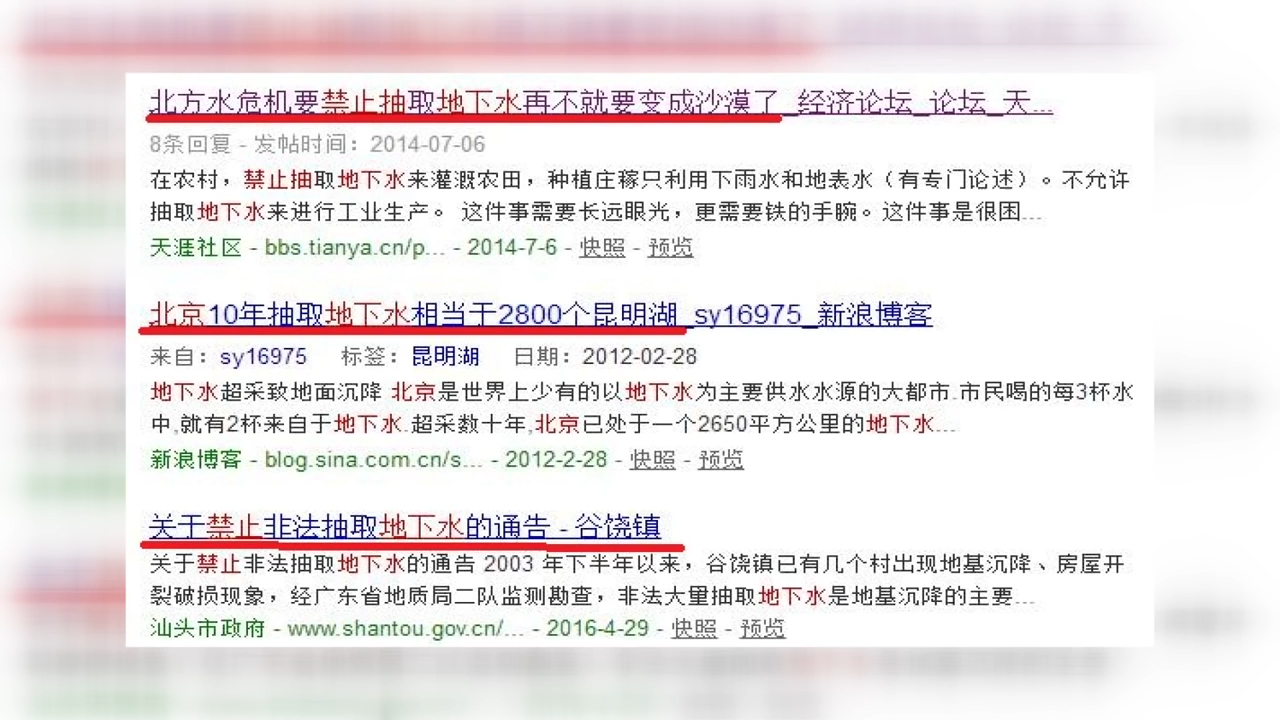 北方水危机要禁止抽取地下水再不就要变成沙漠了_经济论坛_论坛_天...
8条回复 - 发帖时间：2014-07-06
在农村，禁止抽取地下水来灌溉农田，种植庄稼只利用下雨水和地表水（有专门论述）。不允许
抽取地下水来进行工业生产。 这件事需要长远眼光，更需要铁的手腕。这件事是很困...
天涯社区 - bbs.tianya.cn/p... - 2014-7-6 - 快照 - 预览
北京10年抽取地下水相当于2800个昆明湖_sy16975_新浪博客
来自：sy16975 标签：昆明湖 日期：2012-02-28
地下水超采致地面沉降 北京是世界上少有的以地下水为主要供水水源的大都市.市民喝的每3杯水
中,就有2杯来自于地下水.超采数十年,北京已处于一个2650平方公里的地下水...
新浪博客 - blog.sina.com.cn/s... - 2012-2-28 - 快照 - 预览
关于禁止非法抽取地下水的通告 - 谷饶镇
关于禁止非法抽取地下水的通告 2003 年下半年以来，谷饶镇已有几个村出现地基沉降、房屋开
裂破损现象，经广东省地质局二队监测勘查，非法大量抽取地下水是地基沉降的主要...
汕头市政府 - www.shantou.gov.cn/... - 2016-4-29 - 快照 - 预览